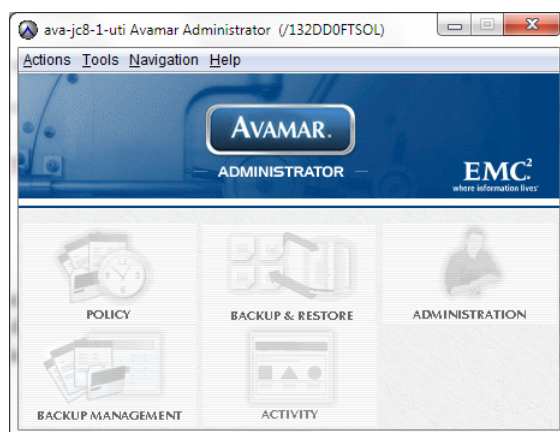 ava-jc8-1-uti Avamar Administrator (/132DD0FTSOL)
Actions Tools Navigation Help
AVAMAR.
ADMINISTRATOR
EMC²
where information lives®
POLICY
BACKUP & RESTORE
ADMINISTRATION
BACKUP MANAGEMENT
ACTIVITY